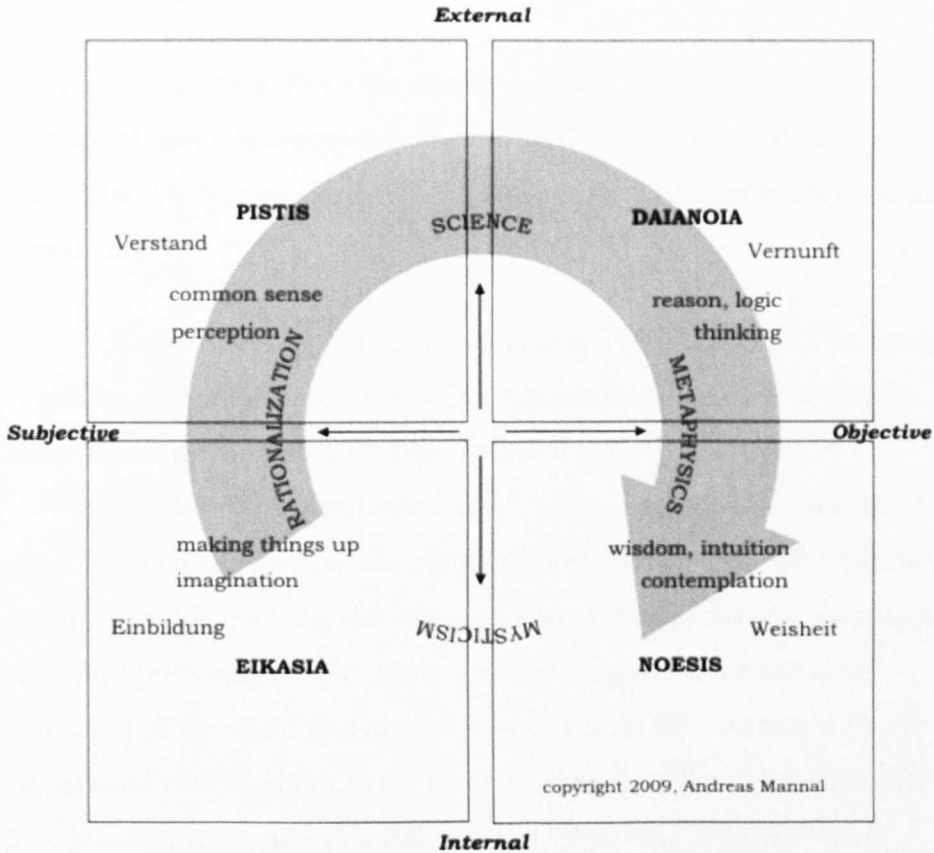 External
PISTIS
Verstand
common sense
perception
SCIENCE
DAIANOIA
Vernunft
reason, logic
thinking
RATIONALIZATION
METAPHYSICS
Subjective
Objective
making things up
imagination
Einbildung
EIKASIA
MYSTICISM
wisdom, intuition
contemplation
Weisheit
NOESIS
copyright 2009, Andreas Mannal
Internal